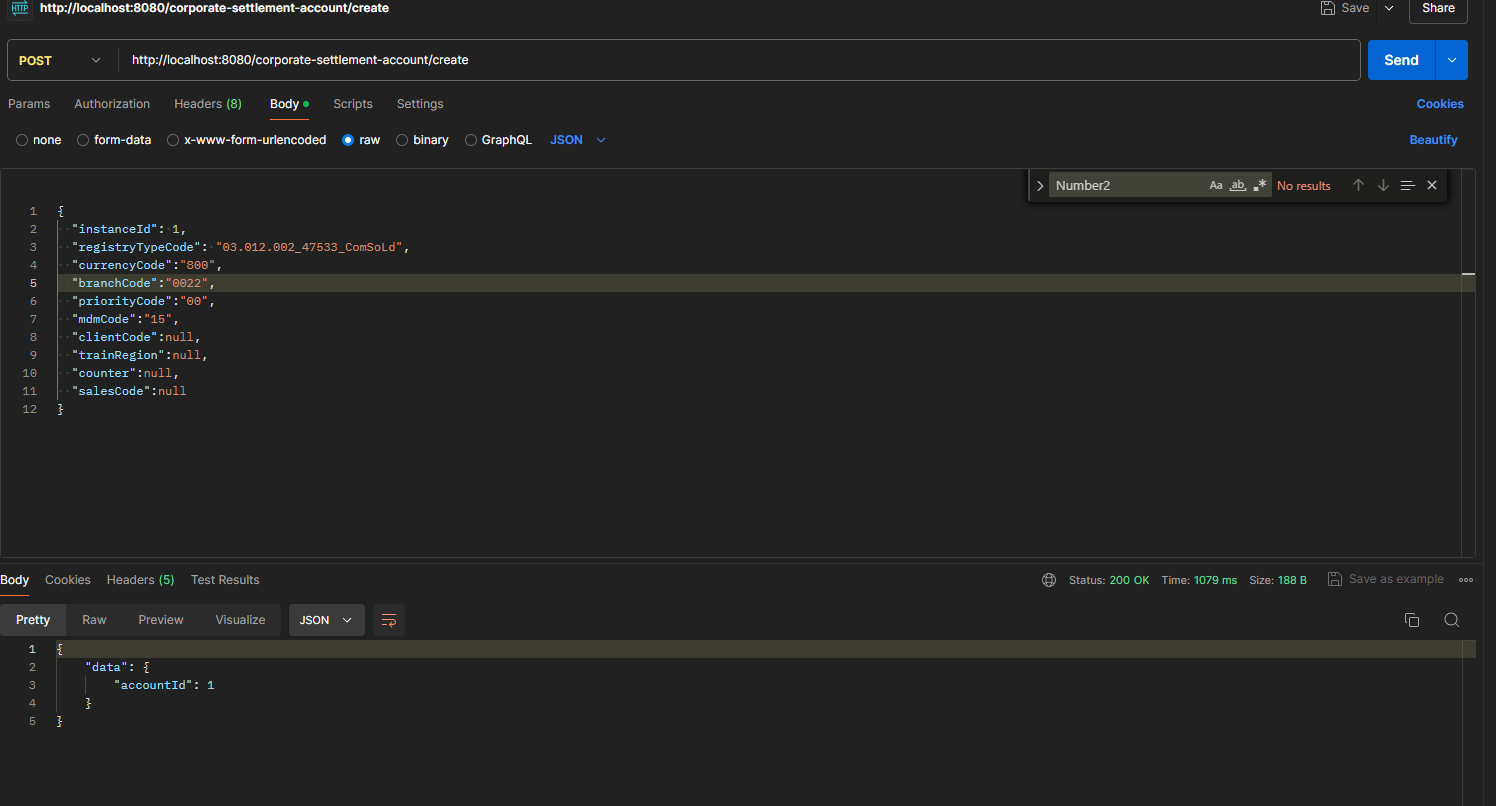 HTTP http://localhost:8080/corporate-settlement-account/create Save Share
POST http://localhost:8080/corporate-settlement-account/create Send
Params Authorization Headers (8) Body Scripts Settings Cookies
none form-data x-www-form-urlencoded raw binary GraphQL JSON Beautify
Number2 Aa ab .* No results
1 {
2 "instanceId": 1,
3 "registryTypeCode": "03.012.002_47533_ComSoLd",
4 "currencyCode":"800",
5 "branchCode":"0022",
6 "priorityCode":"00",
7 "mdmCode":"15",
8 "clientCode":null,
9 "trainRegion":null,
10 "counter":null,
11 "salesCode":null
12 }
Body Cookies Headers (5) Test Results Status: 200 OK Time: 1079 ms Size: 188 B Save as example
Pretty Raw Preview Visualize JSON
1 {
2 "data": {
3 "accountId": 1
4 }
5 }